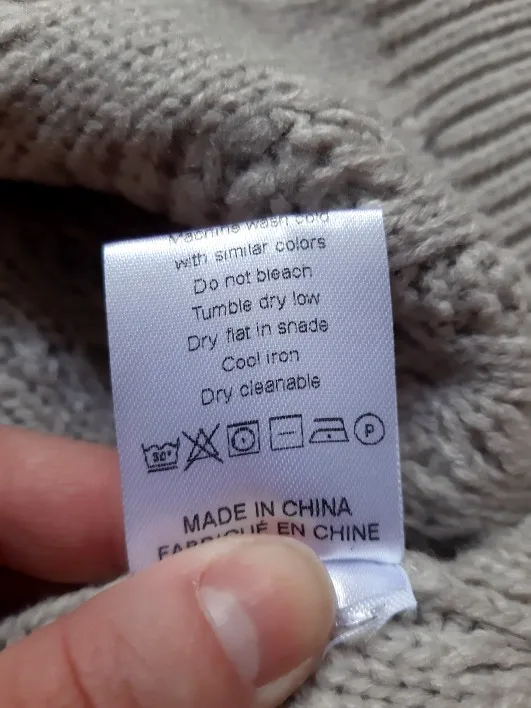 Machine wash cold
with similar colors
Do not bleach
Tumble dry low
Dry flat in shade
Cool iron
Dry cleanable
30°
P
MADE IN CHINA
FABRIQUÉ EN CHINE